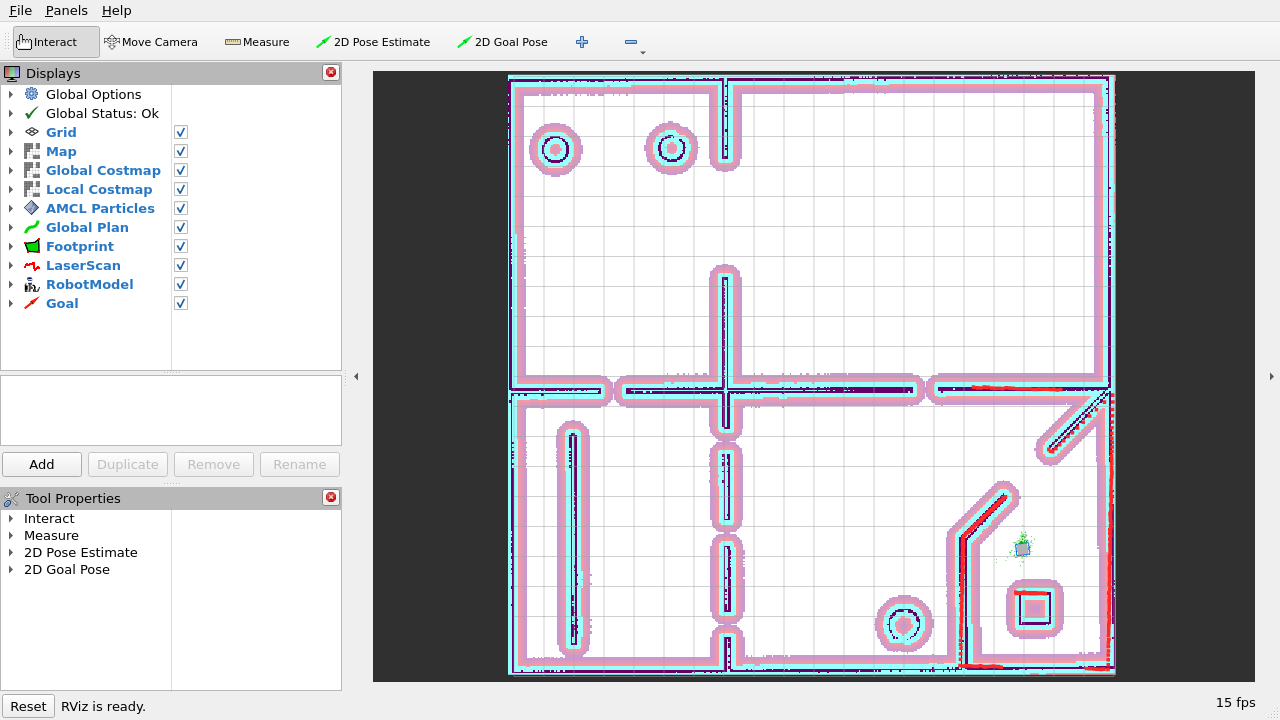 File Panels Help
Interact Move Camera Measure 2D Pose Estimate 2D Goal Pose
Displays
Global Options
Global Status: Ok
Grid
Map
Global Costmap
Local Costmap
AMCL Particles
Global Plan
Footprint
LaserScan
RobotModel
Goal
Add Duplicate Remove Rename
Tool Properties
Interact
Measure
2D Pose Estimate
2D Goal Pose
Reset RViz is ready. 15 fps